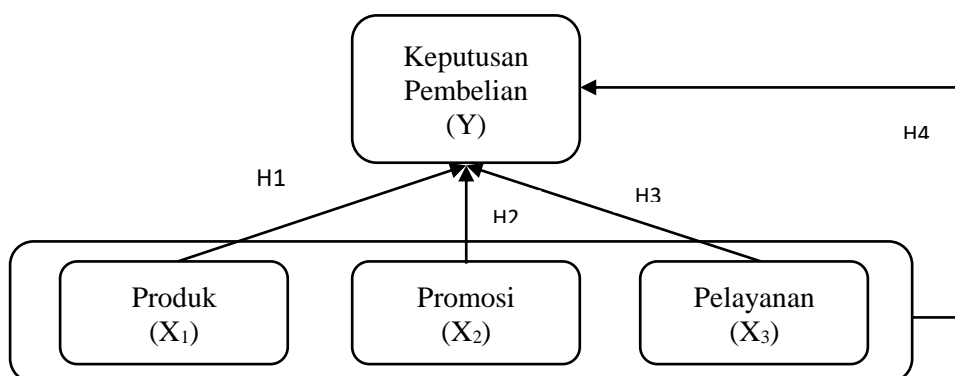 Keputusan
Pembelian
(Y)
H4
H1
H3
H2
Produk
(X₁)
Promosi
(X₂)
Pelayanan
(X₃)